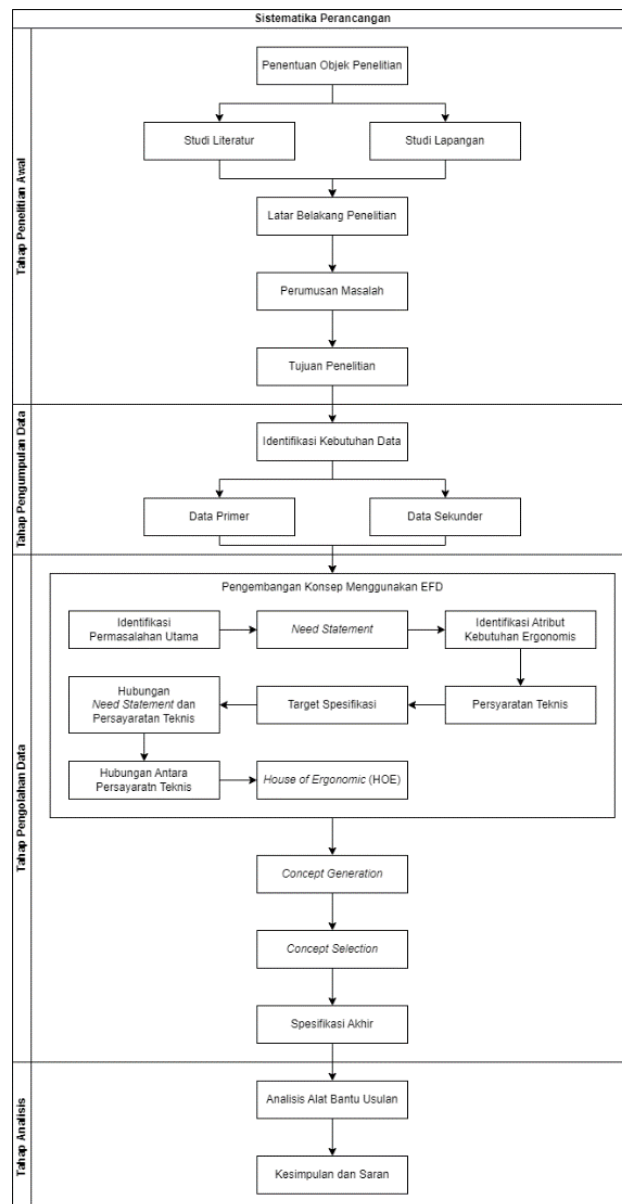 Sistematika Perancangan
Tahap Penelitian Awal
Penentuan Objek Penelitian
Studi Literatur
Studi Lapangan
Latar Belakang Penelitian
Perumusan Masalah
Tujuan Penelitian
Tahap Pengumpulan Data
Identifikasi Kebutuhan Data
Data Primer
Data Sekunder
Tahap Pengolahan Data
Pengembangan Konsep Menggunakan EFD
Identifikasi
Permasalahan Utama
Need Statement
Identifikasi Atribut
Kebutuhan Ergonomis
Persyaratan Teknis
Target Spesifikasi
Hubungan
Need Statement dan
Persayaratan Teknis
Hubungan Antara
Persayaratn Teknis
House of Ergonomic (HOE)
Concept Generation
Concept Selection
Spesifikasi Akhir
Tahap Analisis
Analisis Alat Bantu Usulan
Kesimpulan dan Saran